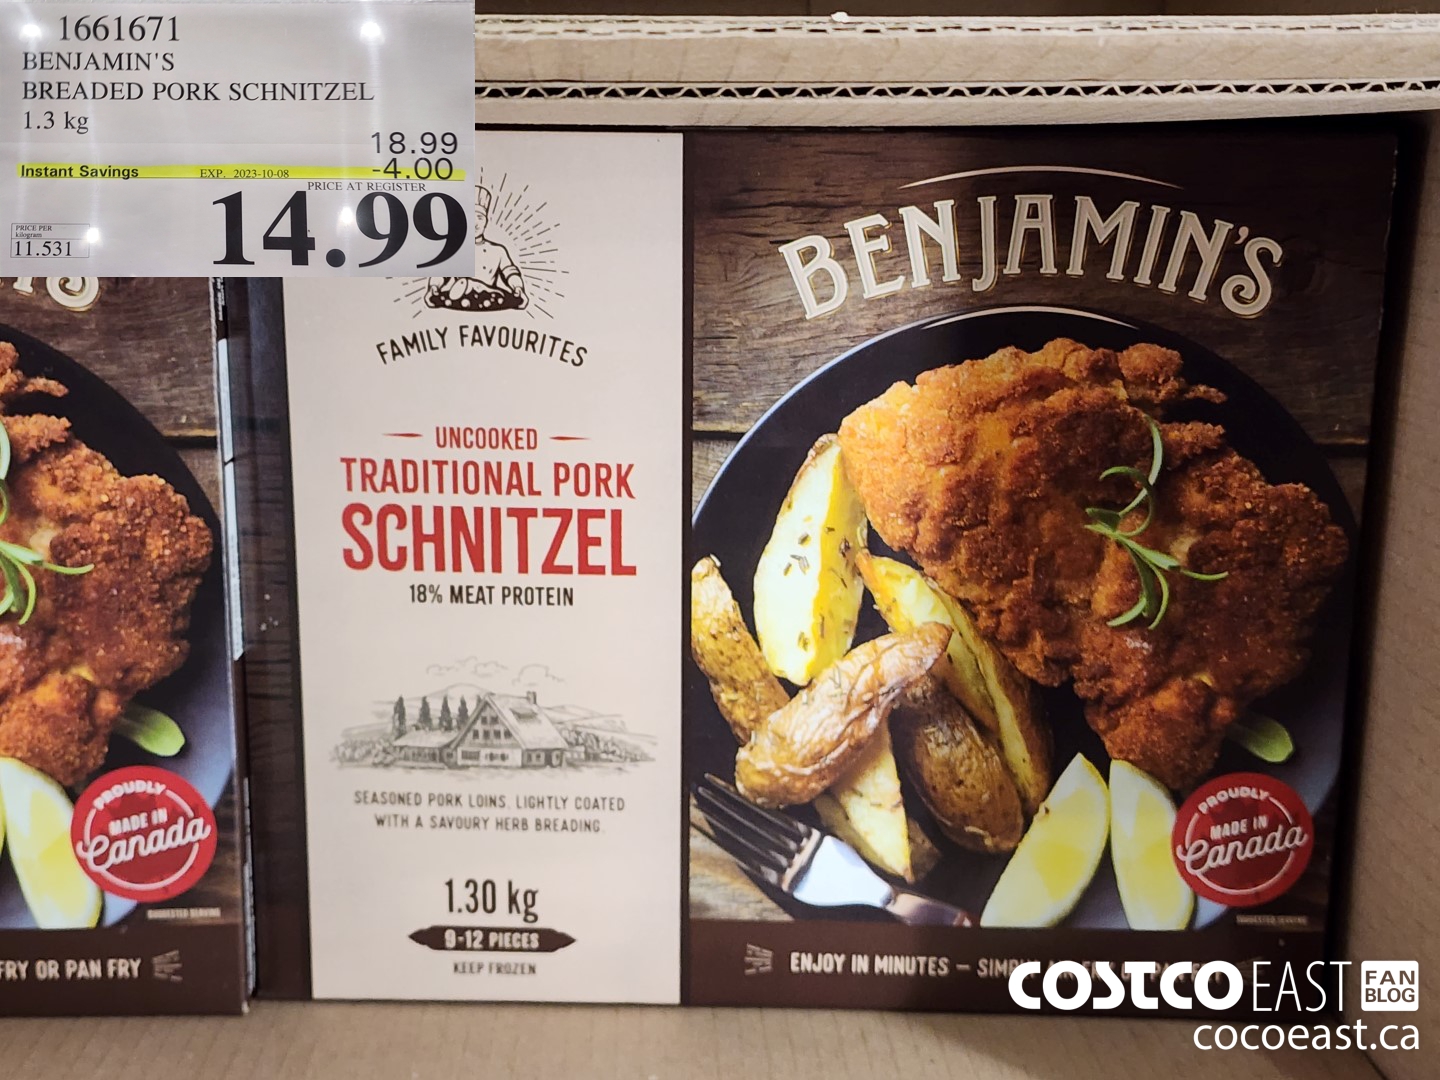 1661671
BENJAMIN'S
BREADED PORK SCHNITZEL
1.3 kg
18.99
Instant Savings EXP. 2023-10-08 -4.00
PRICE AT REGISTER
14.99
PRICE PER
kilogram
11.531
FAMILY FAVOURITES
UNCOOKED
TRADITIONAL PORK
SCHNITZEL
18% MEAT PROTEIN
SEASONED PORK LOINS, LIGHTLY COATED
WITH A SAVOURY HERB BREADING.
1.30 kg
9-12 PIECES
KEEP FROZEN
BENJAMIN'S
PROUDLY
MADE IN
Canada
SUGGESTED SERVING
ENJOY IN MINUTES –
PROUDLY
MADE IN
Canada
SUGGESTED SERVING
FRY OR PAN FRY
COSTCO EAST FAN
BLOG
cocoeast.ca